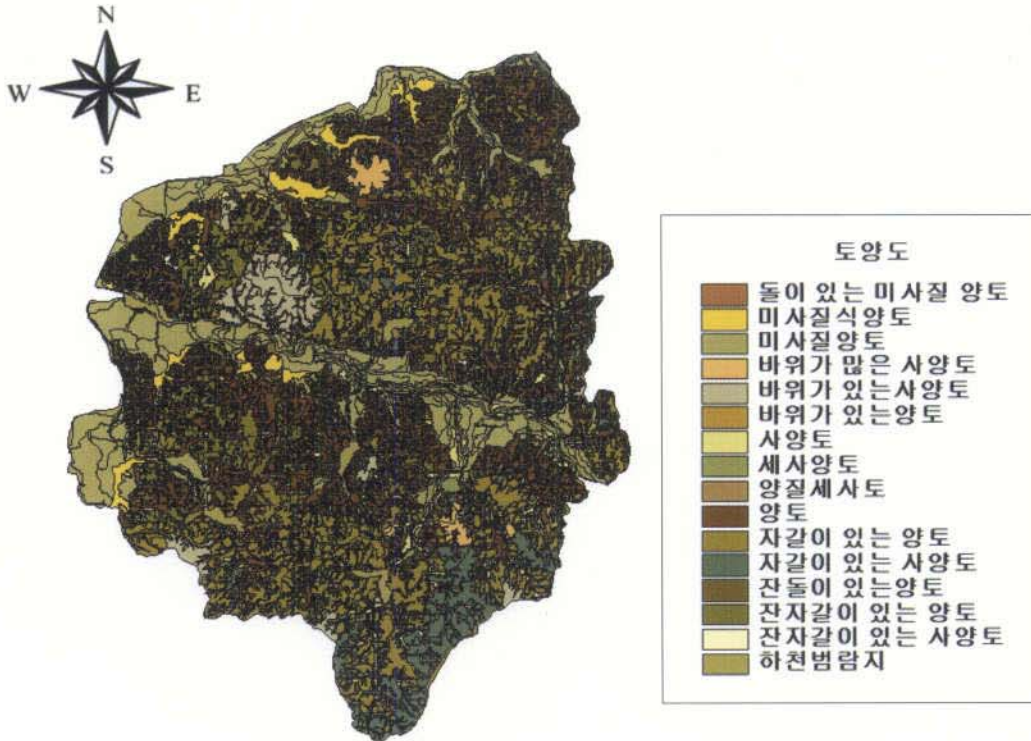 N
W E
S
토양도
돌이 있는 미사질 양토
미사질식양토
미사질양토
바위가 많은 사양토
바위가 있는사양토
바위가 있는양토
사양토
세사양토
양질세사토
양토
자갈이 있는 양토
자갈이 있는 사양토
잔돌이 있는양토
잔자갈이 있는 양토
잔자갈이 있는 사양토
하천범람지